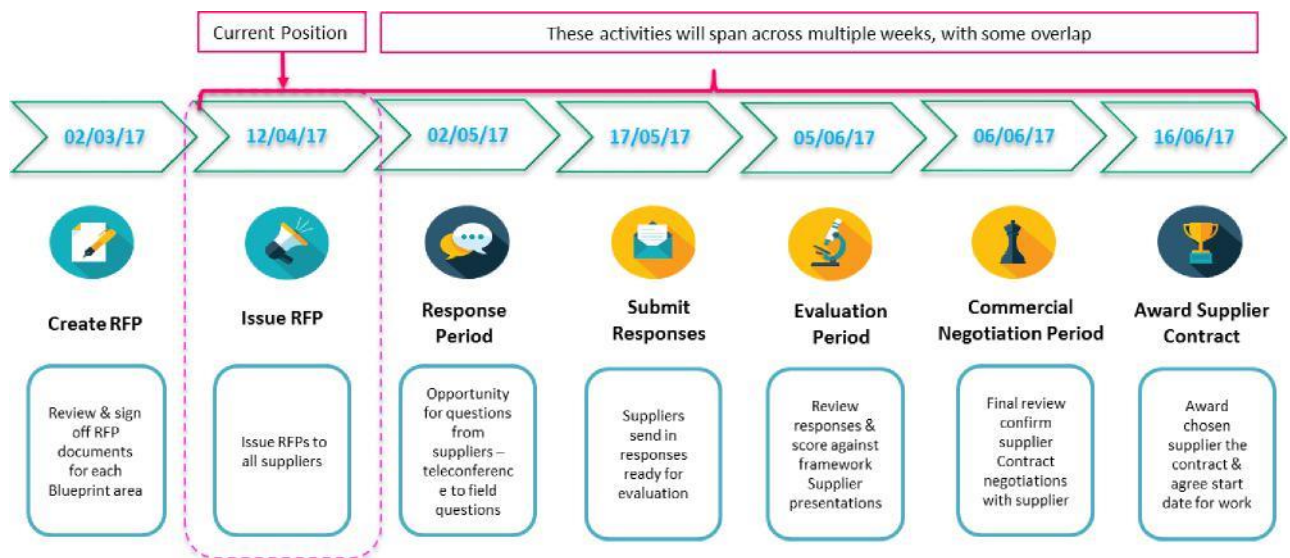 Current Position
These activities will span across multiple weeks, with some overlap
02/03/17
12/04/17
02/05/17
17/05/17
05/06/17
06/06/17
16/06/17
Create RFP
Issue RFP
Response
Period
Submit
Responses
Evaluation
Period
Commercial
Negotiation Period
Award Supplier
Contract
Review & sign
off RFP
documents
for each
Blueprint area
Issue RFPs to
all suppliers
Opportunity
for questions
from
suppliers –
teleconferenc
e to field
questions
Suppliers
send in
responses
ready for
evaluation
Review
responses &
score against
framework
Supplier
presentations
Final review
confirm
supplier
Contract
negotiations
with supplier
Award
chosen
supplier the
contract &
agree start
date for work